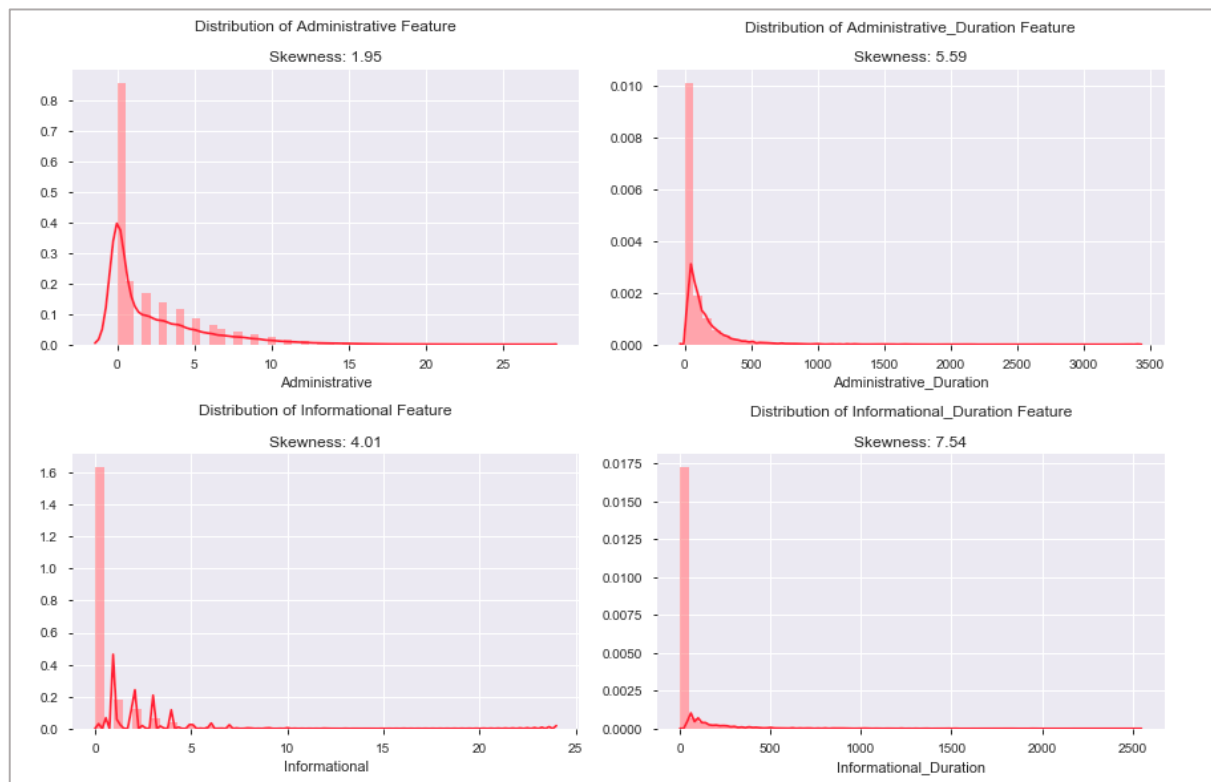 Distribution of Administrative Feature
Skewness: 1.95
0.8
0.7
0.6
0.5
0.4
0.3
0.2
0.1
0.0
0 5 10 15 20 25
Administrative
Distribution of Administrative_Duration Feature
Skewness: 5.59
0.010
0.008
0.006
0.004
0.002
0.000
0 500 1000 1500 2000 2500 3000 3500
Administrative_Duration
Distribution of Informational Feature
Skewness: 4.01
1.6
1.4
1.2
1.0
0.8
0.6
0.4
0.2
0.0
0 5 10 15 20 25
Informational
Distribution of Informational_Duration Feature
Skewness: 7.54
0.0175
0.0150
0.0125
0.0100
0.0075
0.0050
0.0025
0.0000
0 500 1000 1500 2000 2500
Informational_Duration